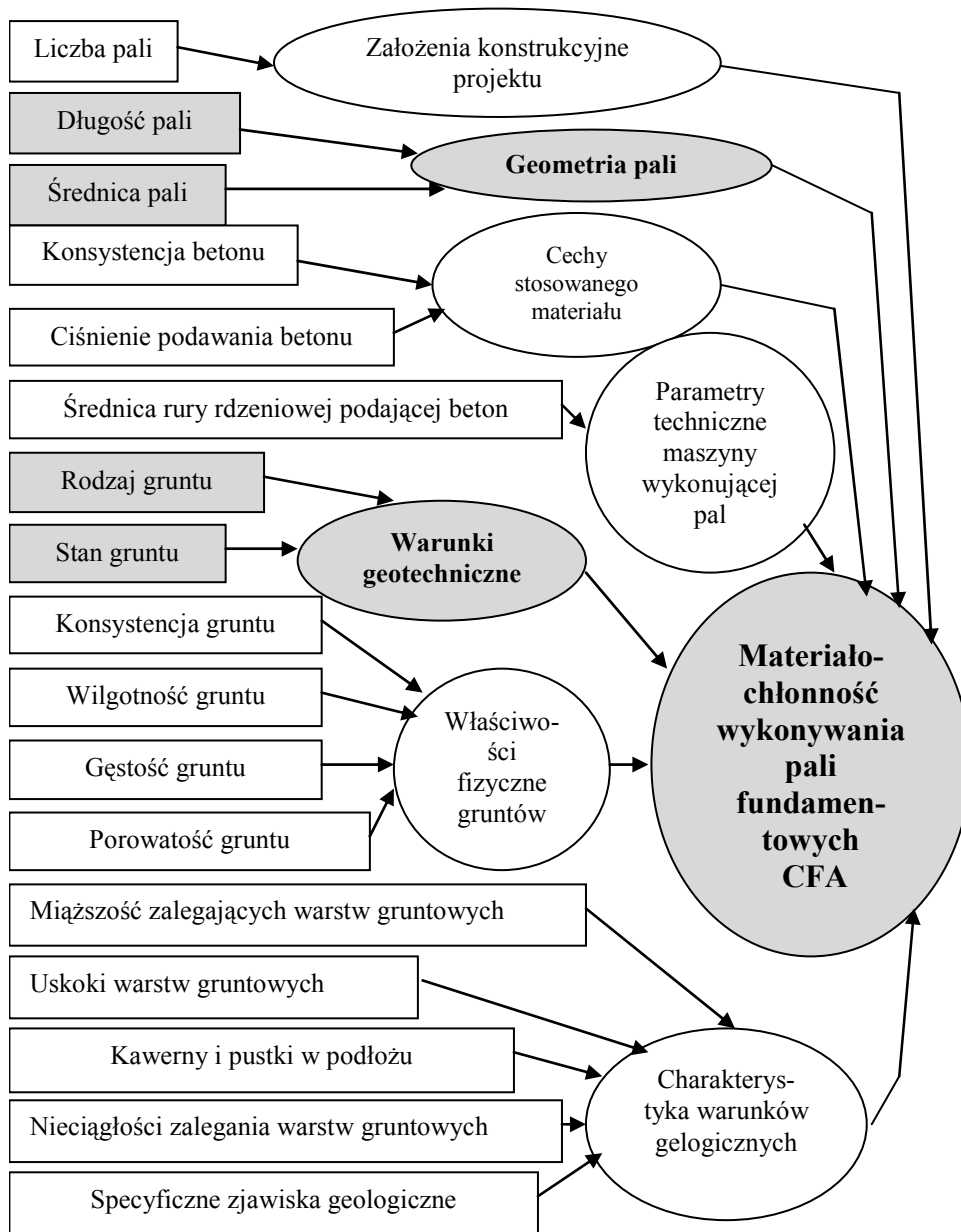 Liczba pali
Założenia konstrukcyjne
projektu
Długość pali
Geometria pali
Średnica pali
Konsystencja betonu
Cechy
stosowanego
materiału
Ciśnienie podawania betonu
Średnica rury rdzeniowej podającej beton
Parametry
techniczne
maszyny
wykonującej
pal
Rodzaj gruntu
Stan gruntu
Warunki
geotechniczne
Konsystencja gruntu
Wilgotność gruntu
Gęstość gruntu
Porowatość gruntu
Właściwo-
ści
fizyczne
gruntów
Materiało-
chłonność
wykonywania
pali
fundamen-
towych
CFA
Miąższość zalegających warstw gruntowych
Uskoki warstw gruntowych
Kawerny i pustki w podłożu
Nieciągłości zalegania warstw gruntowych
Specyficzne zjawiska geologiczne
Charakterys-
tyka warunków
gelogicznych